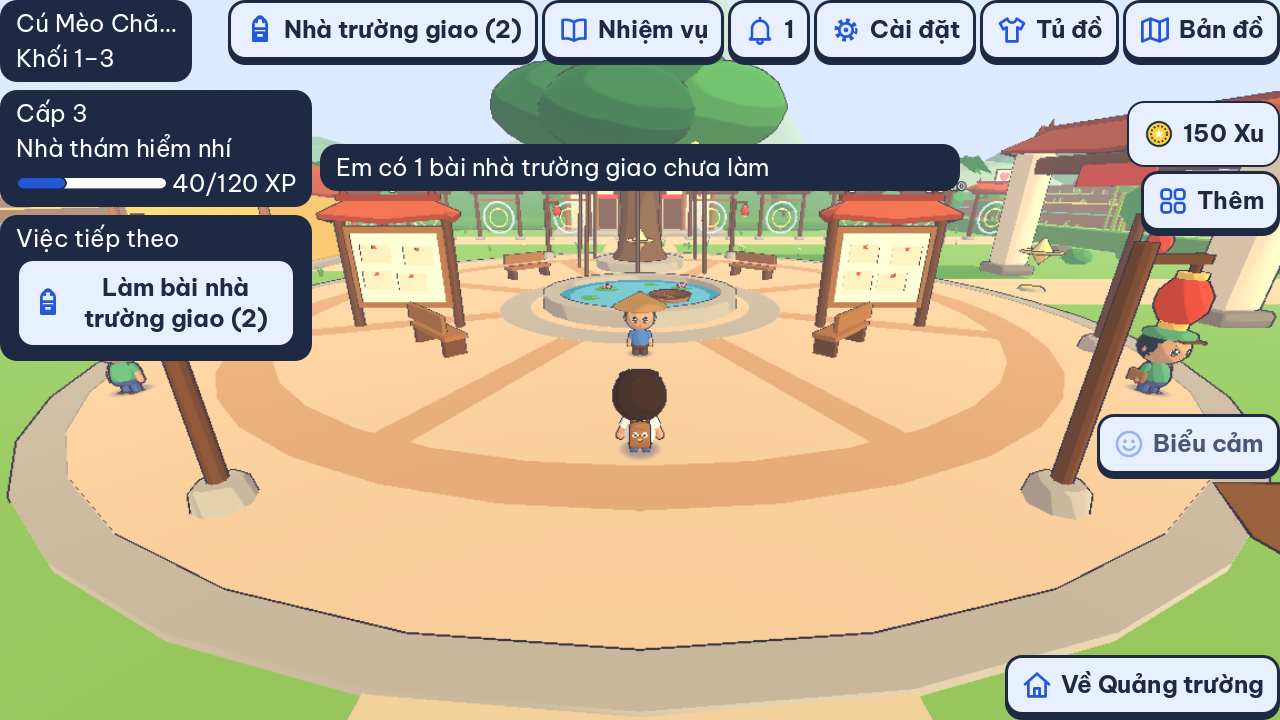 Cú Mèo Chă...
Khối 1–3
Nhà trường giao (2)
Nhiệm vụ
1
Cài đặt
Tủ đồ
Bản đồ
Cấp 3
Nhà thám hiểm nhí
40/120 XP
150 Xu
Thêm
Em có 1 bài nhà trường giao chưa làm
Việc tiếp theo
Làm bài nhà
trường giao (2)
Biểu cảm
Về Quảng trường